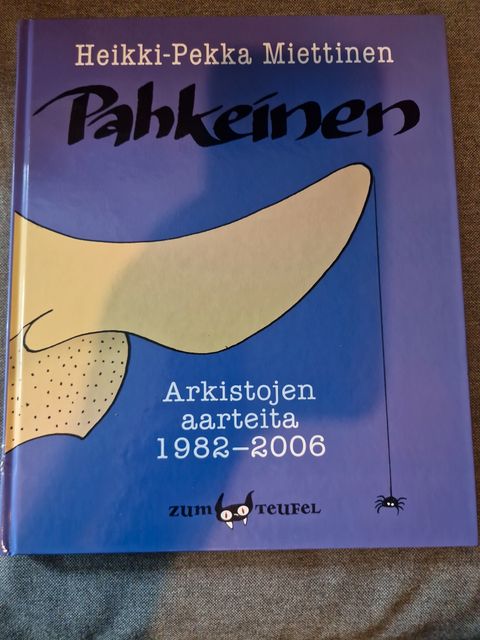 Heikki-Pekka Miettinen
Pahkeinen
Arkistojen
aarteita
1982–2006
ZUM TEUFEL